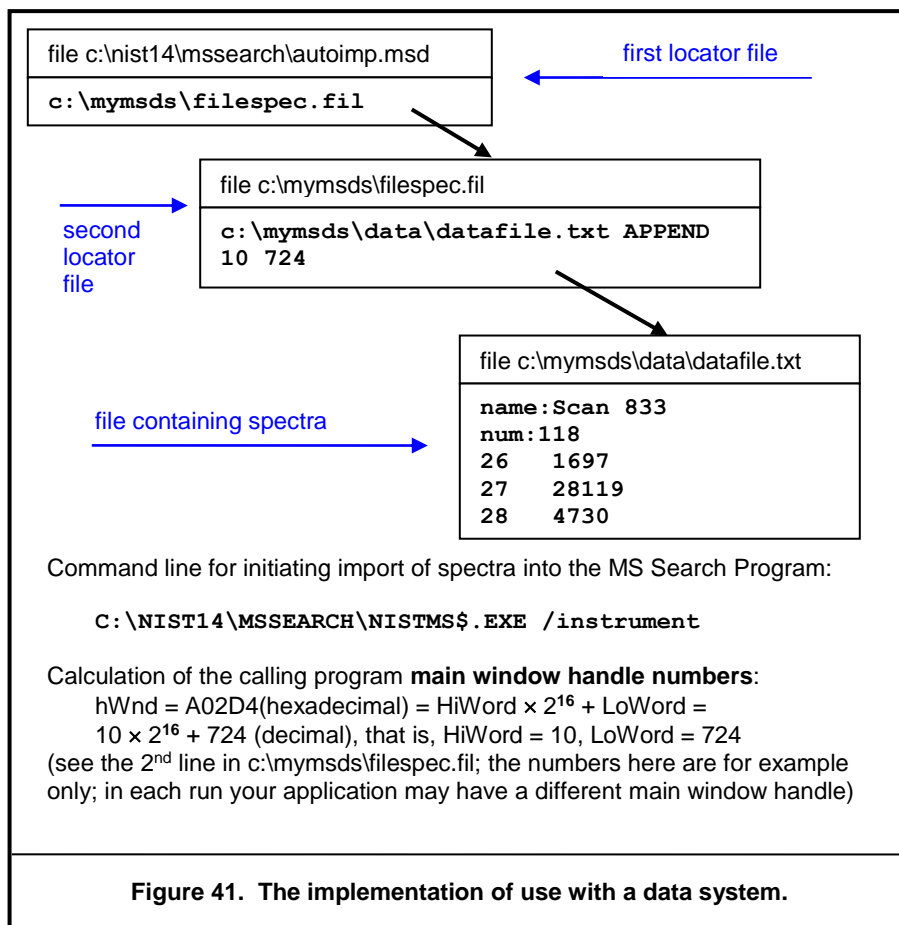 file c:\nist14\mssearch\autoimp.msd
c:\mymsds\filespec.fil
first locator file
file c:\mymsds\filespec.fil
c:\mymsds\data\datafile.txt APPEND
10 724
second
locator
file
file c:\mymsds\data\datafile.txt
name:Scan 833
num:118
26 1697
27 28119
28 4730
file containing spectra
Command line for initiating import of spectra into the MS Search Program:
C:\NIST14\MSSEARCH\NISTMS$.EXE /instrument
Calculation of the calling program main window handle numbers:
hWnd = A02D4(hexadecimal) = HiWord × 2^16 + LoWord =
10 × 2^16 + 724 (decimal), that is, HiWord = 10, LoWord = 724
(see the 2nd line in c:\mymsds\filespec.fil; the numbers here are for example
only; in each run your application may have a different main window handle)
Figure 41. The implementation of use with a data system.